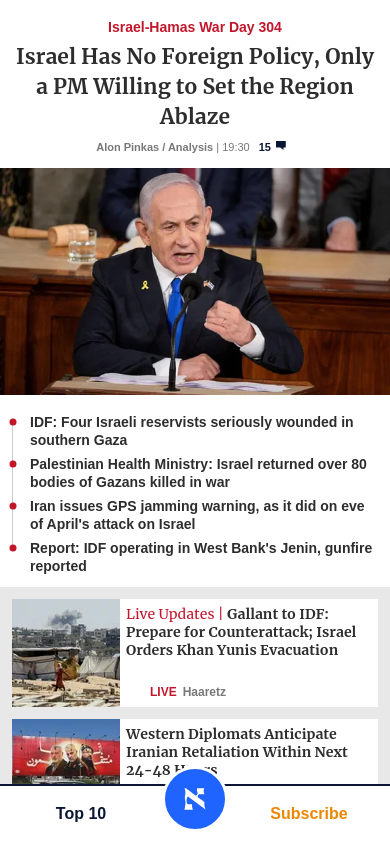 Israel-Hamas War Day 304
Israel Has No Foreign Policy, Only
a PM Willing to Set the Region
Ablaze
Alon Pinkas / Analysis | 19:30 15
IDF: Four Israeli reservists seriously wounded in
southern Gaza
Palestinian Health Ministry: Israel returned over 80
bodies of Gazans killed in war
Iran issues GPS jamming warning, as it did on eve
of April's attack on Israel
Report: IDF operating in West Bank's Jenin, gunfire
reported
Live Updates | Gallant to IDF:
Prepare for Counterattack; Israel
Orders Khan Yunis Evacuation
LIVE Haaretz
Western Diplomats Anticipate
Iranian Retaliation Within Next
24-48 Hours
Top 10
Subscribe